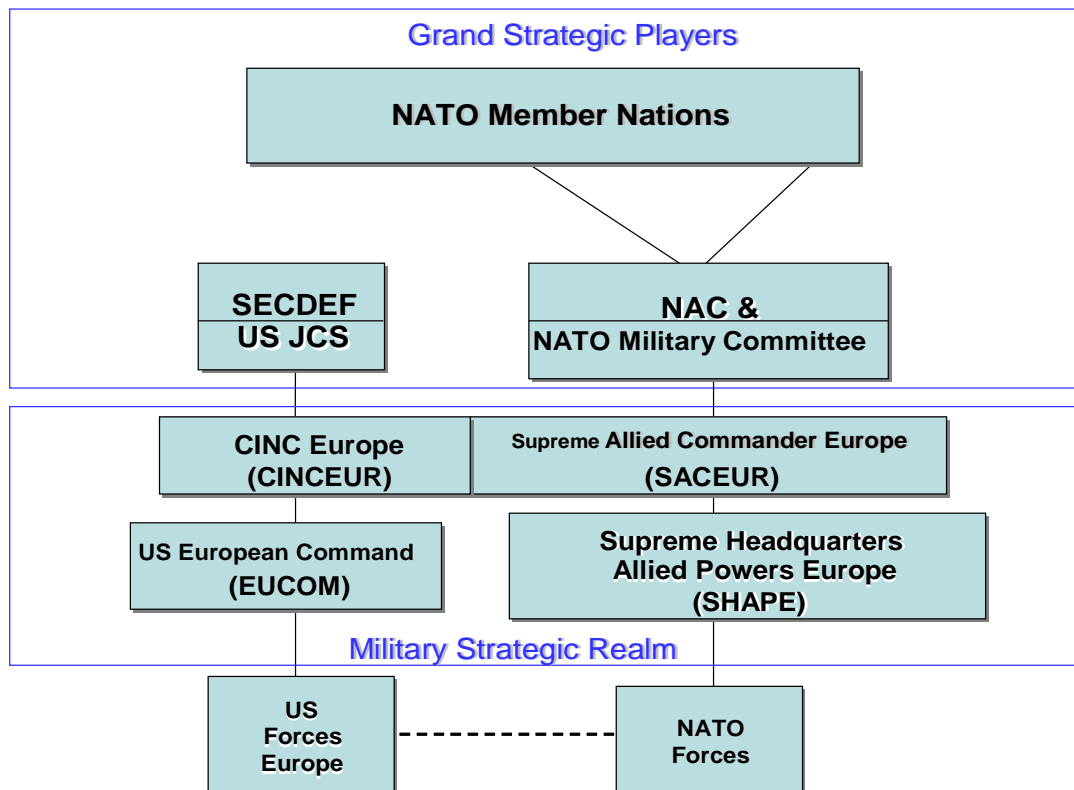 Grand Strategic Players
NATO Member Nations
SECDEF
US JCS
NAC &
NATO Military Committee
CINC Europe
(CINCEUR)
Supreme Allied Commander Europe
(SACEUR)
US European Command
(EUCOM)
Supreme Headquarters
Allied Powers Europe
(SHAPE)
Military Strategic Realm
US
Forces
Europe
NATO
Forces